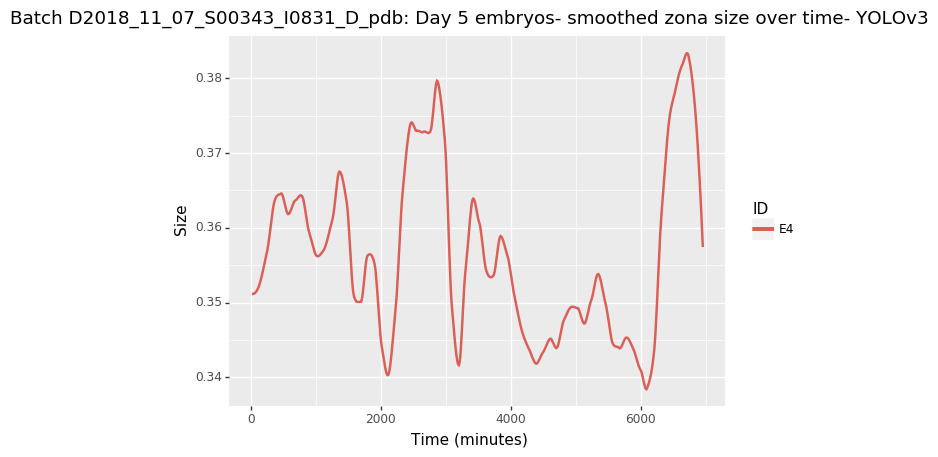 Batch D2018_11_07_S00343_I0831_D_pdb: Day 5 embryos- smoothed zona size over time- YOLOv3
0.38
0.37
0.36
0.35
0.34
Size
0
2000
4000
6000
Time (minutes)
ID
E4